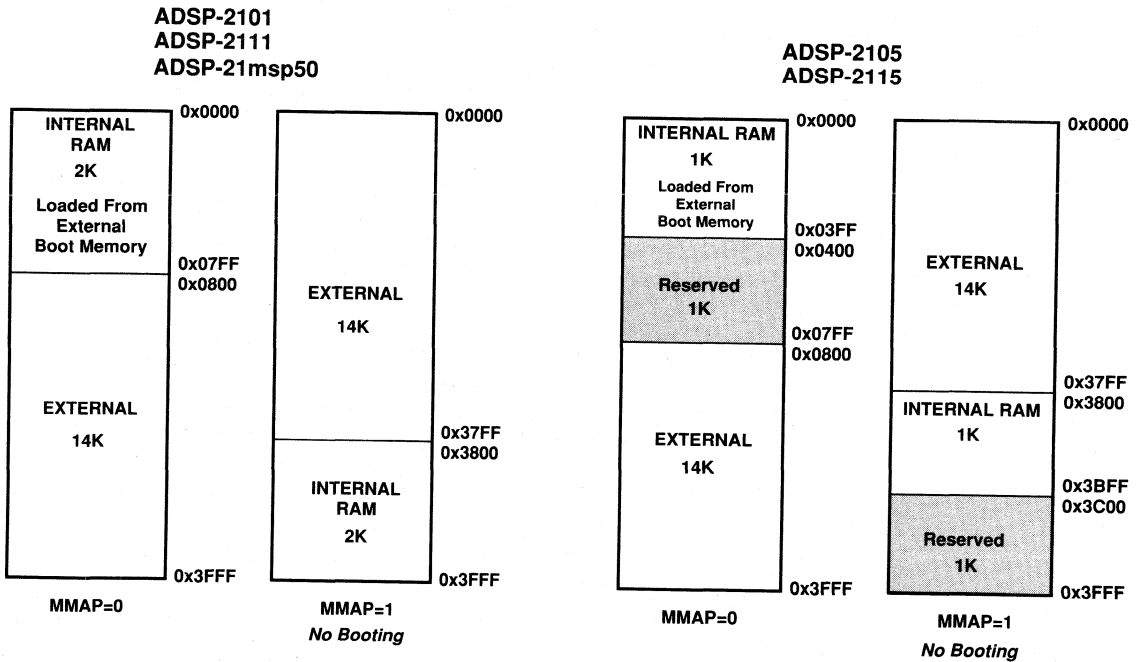 ADSP-2101
ADSP-2111
ADSP-21msp50
INTERNAL
RAM
2K
Loaded From
External
Boot Memory
EXTERNAL
14K
0x0000
0x07FF
0x0800
0x3FFF
MMAP=0
EXTERNAL
14K
INTERNAL
RAM
2K
0x0000
0x37FF
0x3800
0x3FFF
MMAP=1
No Booting
ADSP-2105
ADSP-2115
INTERNAL RAM
1K
Loaded From
External
Boot Memory
Reserved
1K
EXTERNAL
14K
0x0000
0x03FF
0x0400
0x07FF
0x0800
0x3FFF
MMAP=0
EXTERNAL
14K
INTERNAL RAM
1K
Reserved
1K
0x0000
0x37FF
0x3800
0x3BFF
0x3C00
0x3FFF
MMAP=1
No Booting